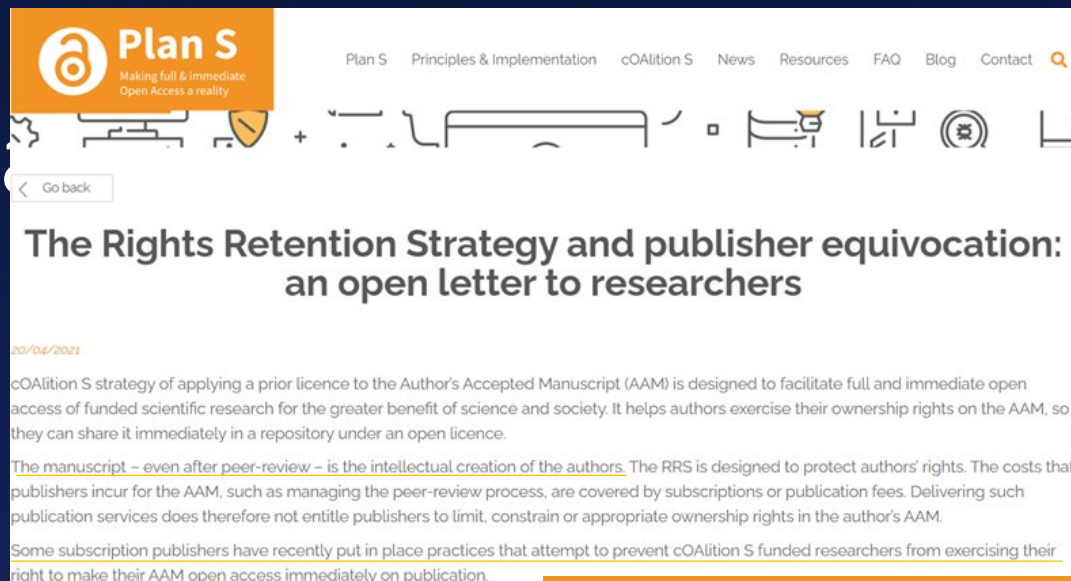 Plan S
Making full & immediate
Open Access a reality
Plan S Principles & Implementation cOAlition S News Resources FAQ Blog Contact
Go back
The Rights Retention Strategy and publisher equivocation:
an open letter to researchers
20/04/2021
cOAlition S strategy of applying a prior licence to the Author's Accepted Manuscript (AAM) is designed to facilitate full and immediate open
access of funded scientific research for the greater benefit of science and society. It helps authors exercise their ownership rights on the AAM, so
they can share it immediately in a repository under an open licence.
The manuscript – even after peer-review – is the intellectual creation of the authors. The RRS is designed to protect authors' rights. The costs that
publishers incur for the AAM, such as managing the peer-review process, are covered by subscriptions or publication fees. Delivering such
publication services does therefore not entitle publishers to limit, constrain or appropriate ownership rights in the author's AAM.
Some subscription publishers have recently put in place practices that attempt to prevent cOAlition S funded researchers from exercising their
right to make their AAM open access immediately on publication.